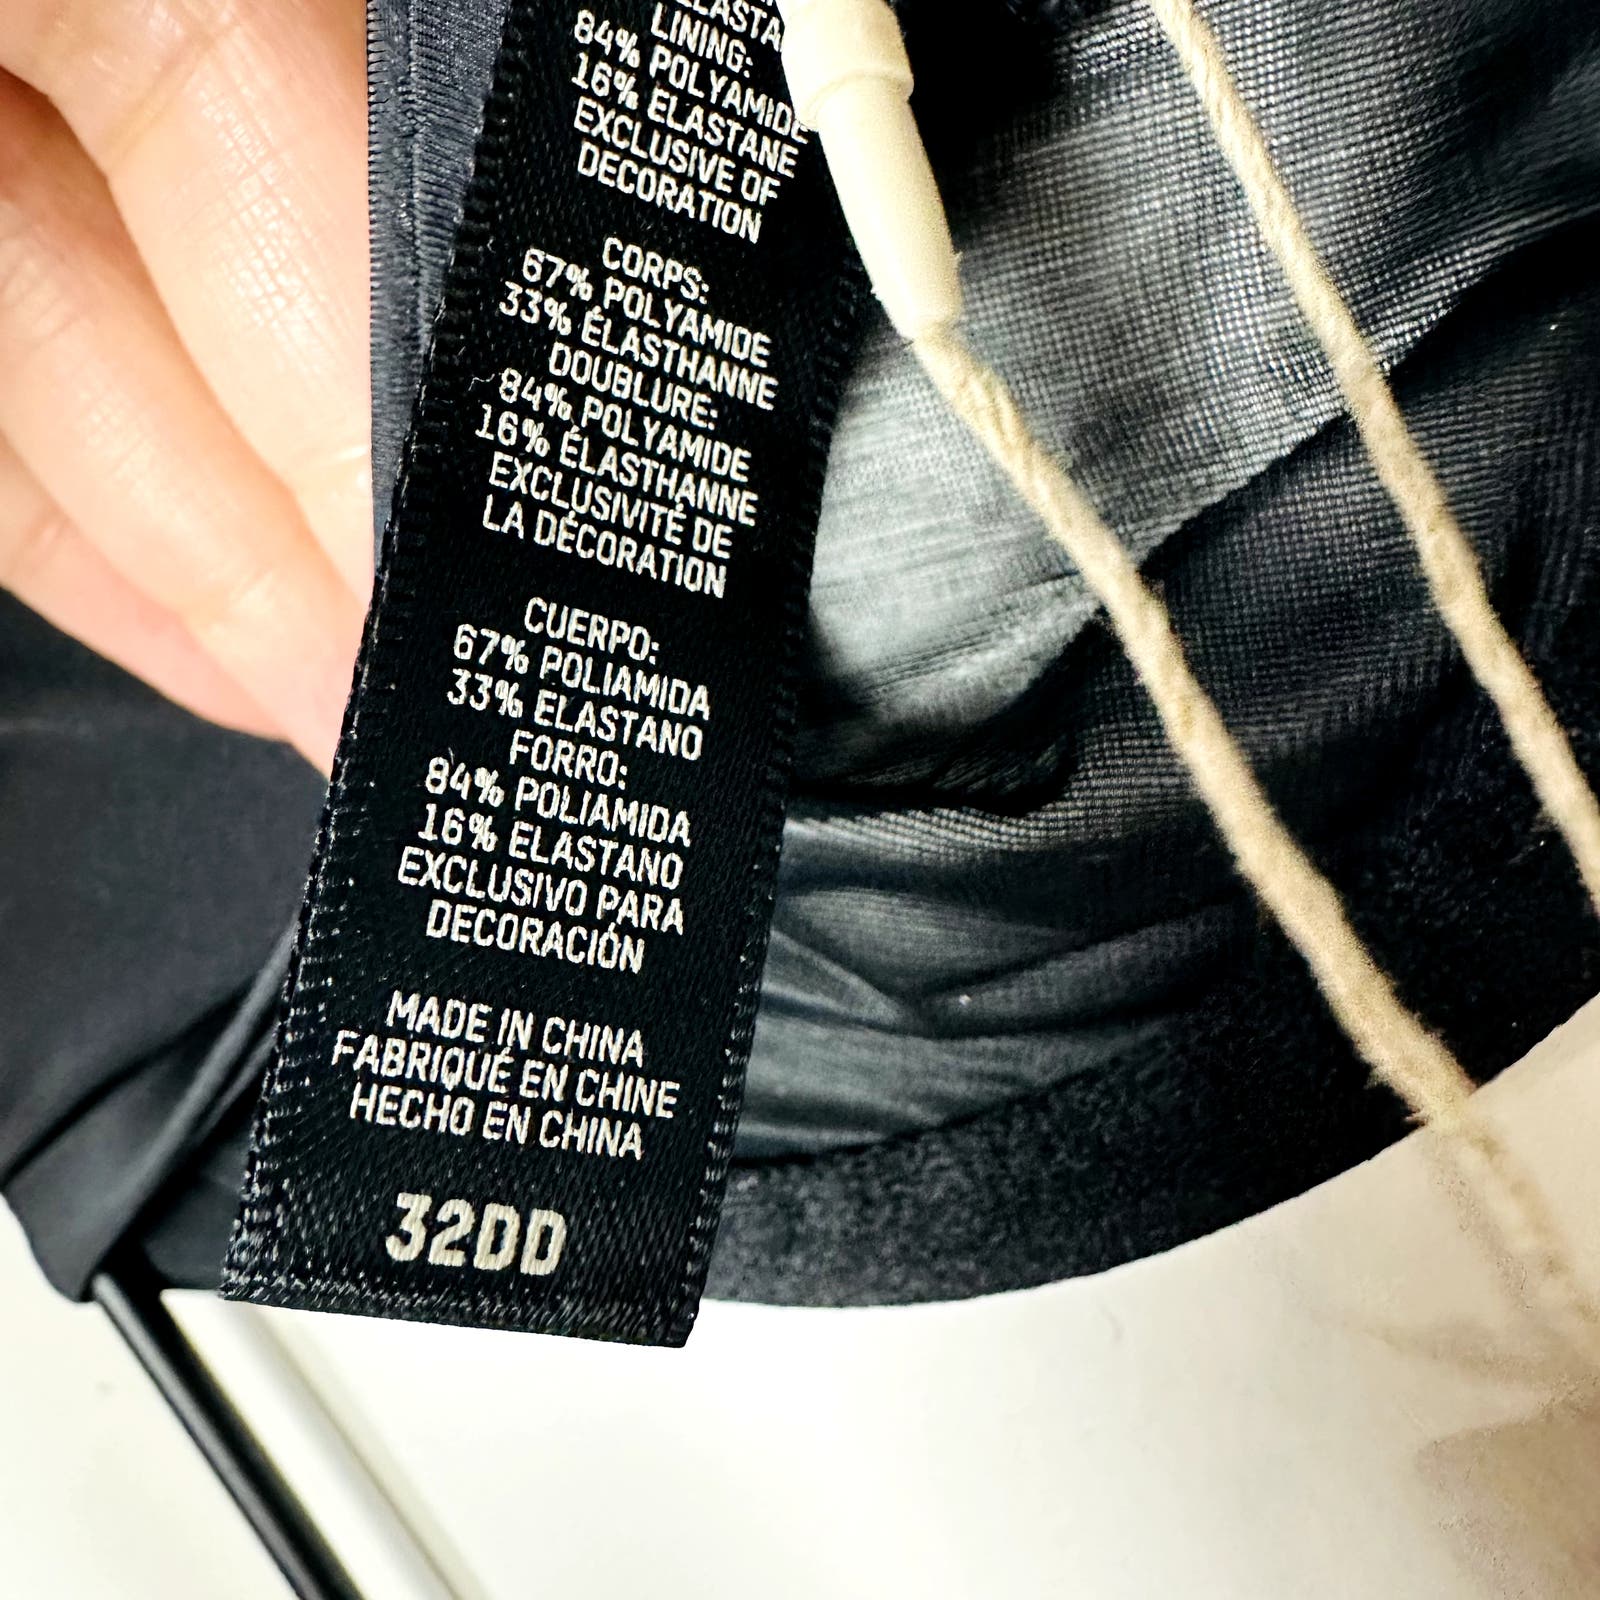 LINING:
84% POLYAMIDE
16% ELASTANE
EXCLUSIVE OF
DECORATION
CORPS:
67% POLYAMIDE
33% ÉLASTHANNE
DOUBLURE:
84% POLYAMIDE
16% ÉLASTHANNE
EXCLUSIVITÉ DE
LA DÉCORATION
CUERPO:
67% POLIAMIDA
33% ELASTANO
FORRO:
84% POLIAMIDA
16% ELASTANO
EXCLUSIVO PARA
DECORACIÓN
MADE IN CHINA
FABRIQUÉ EN CHINE
HECHO EN CHINA
32DD